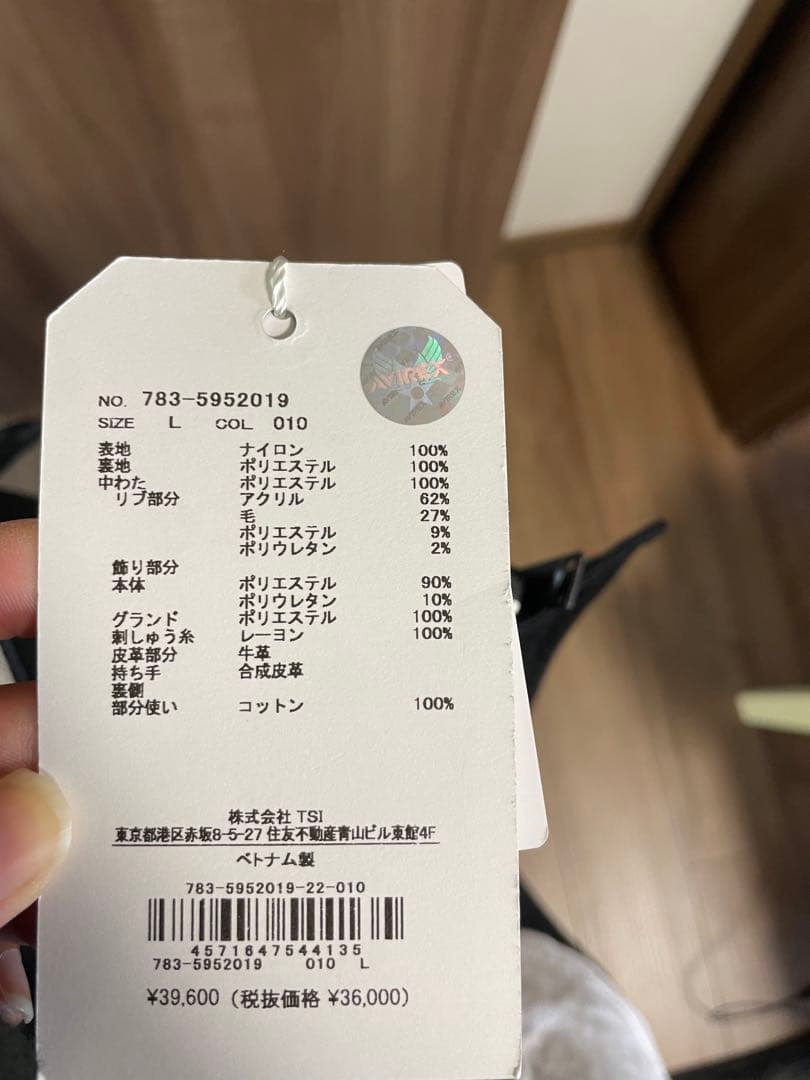 AVIREX
NO. 783-5952019
SIZE L COL 010
表地 ナイロン 100%
裏地 ポリエステル 100%
中わた ポリエステル 100%
リブ部分 アクリル 62%
毛 27%
ポリエステル 9%
ポリウレタン 2%
飾り部分
本体 ポリエステル 90%
ポリウレタン 10%
グランド ポリエステル 100%
刺しゅう糸 レーヨン 100%
皮革部分 牛革
持ち手 合成皮革
裏側
部分使い コットン 100%
株式会社 TSI
東京都港区赤坂8-5-27 住友不動産青山ビル東館4F
ベトナム製
783-5952019-22-010
4571647544135
783-5952019 010 L
¥39,600 (税抜価格 ¥36,000)